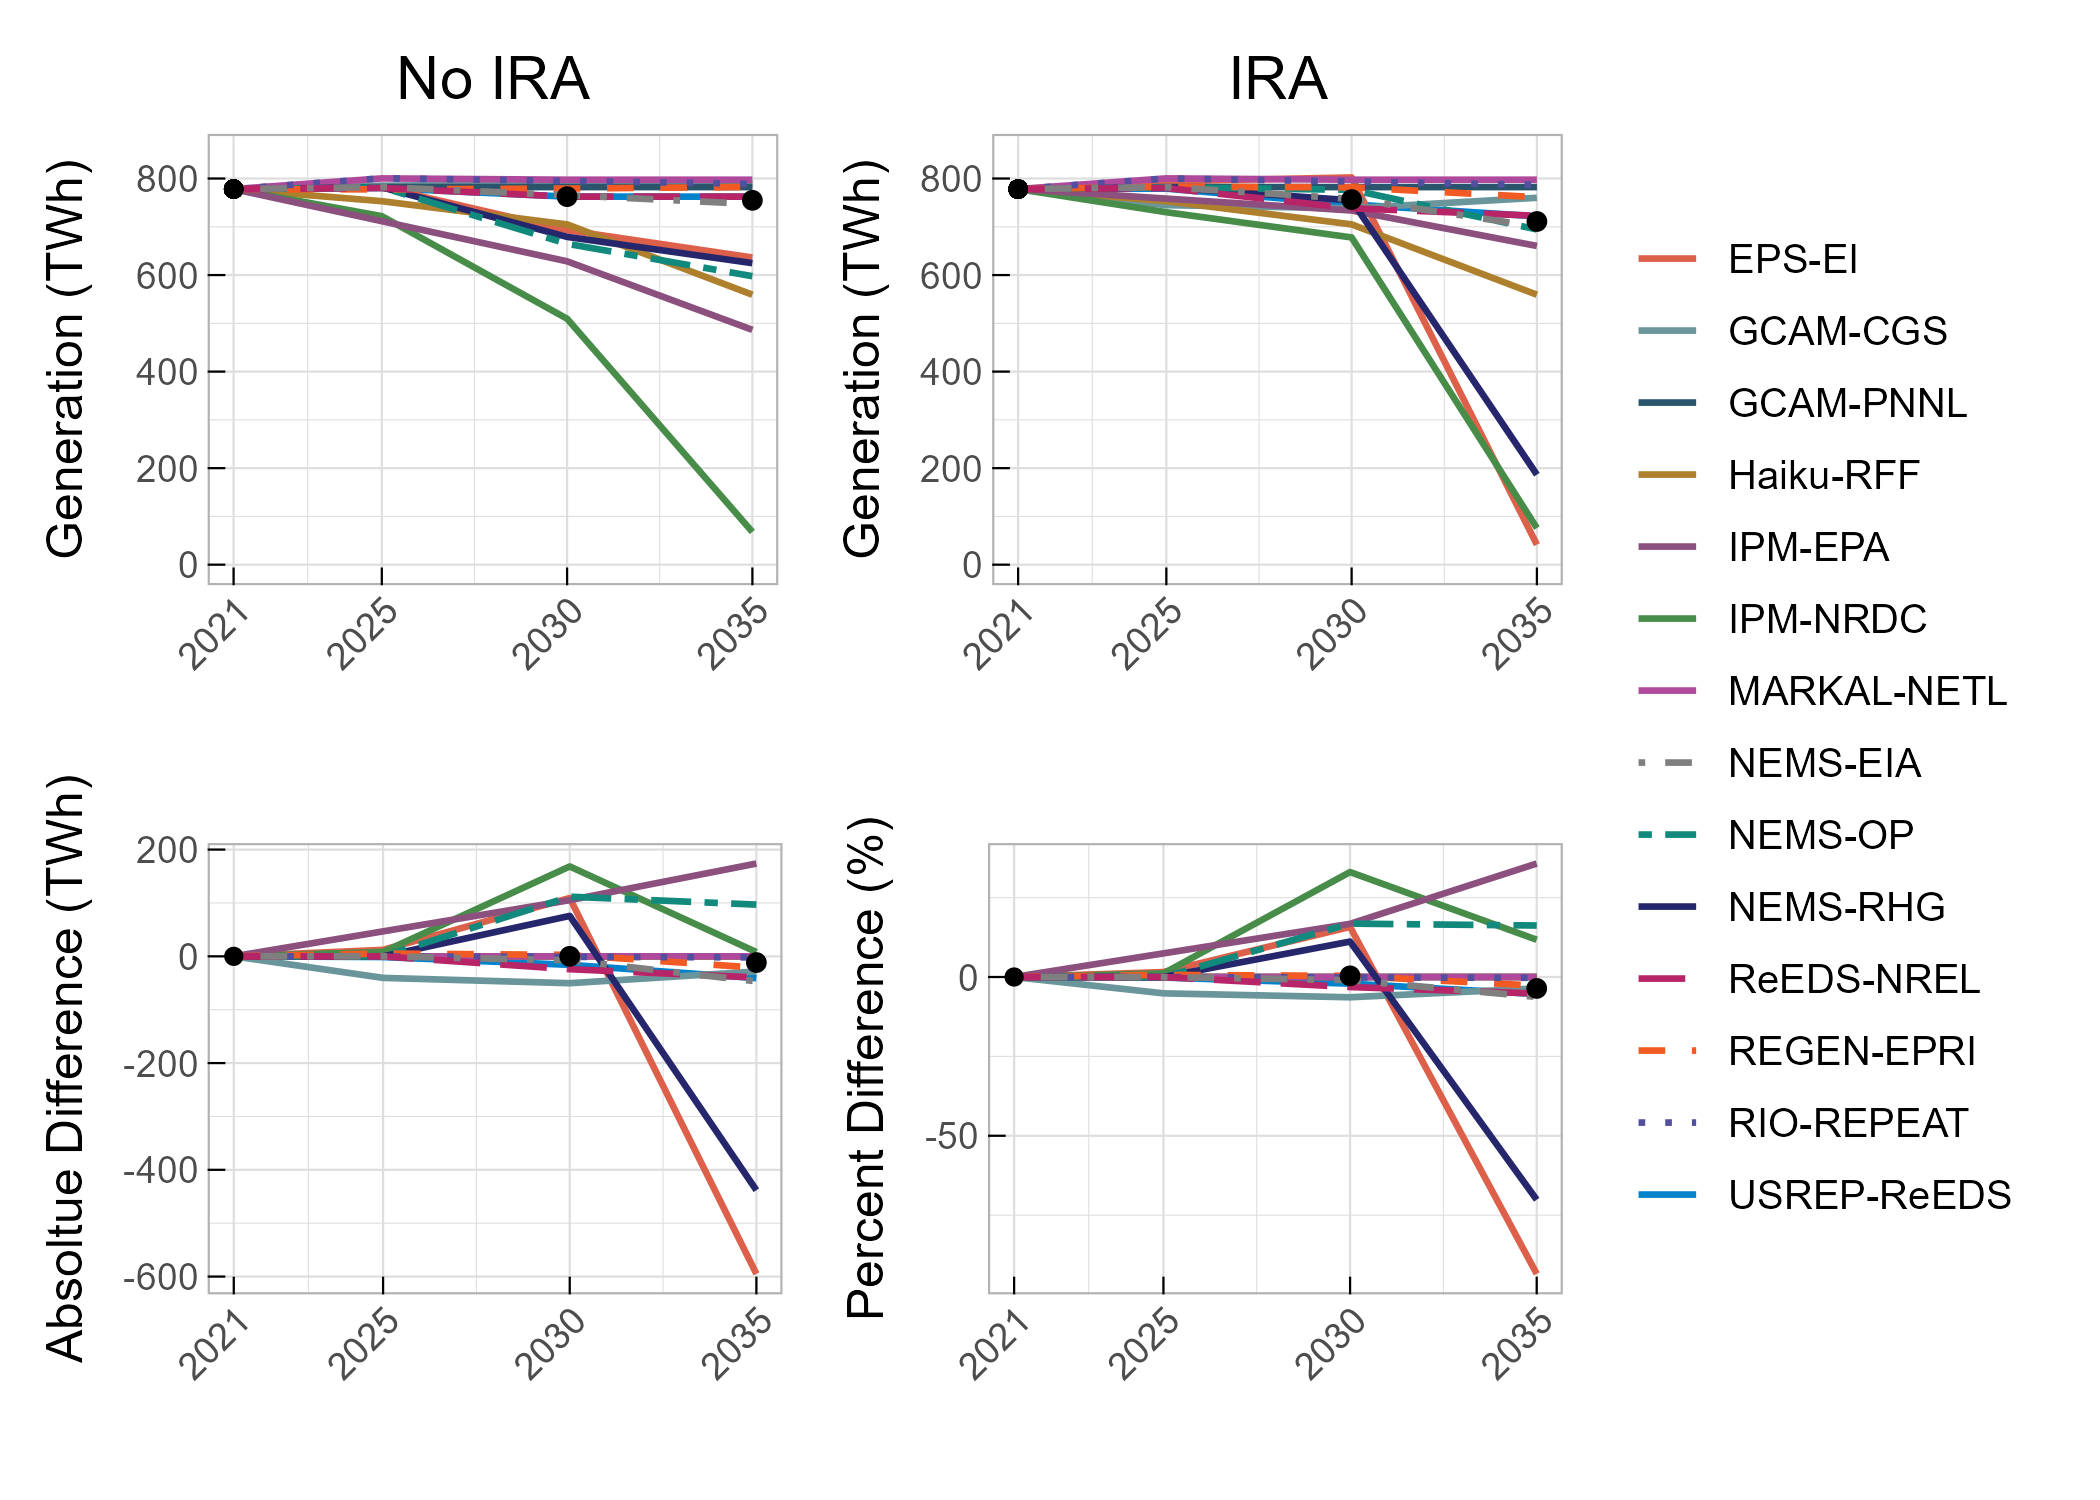 No IRA
IRA
Generation (TWh)
800
600
400
200
0
2021
2025
2030
2035
Generation (TWh)
800
600
400
200
0
2021
2025
2030
2035
Absoltue Difference (TWh)
200
0
-200
-400
-600
2021
2025
2030
2035
Percent Difference (%)
0
-50
2021
2025
2030
2035
EPS-EI
GCAM-CGS
GCAM-PNNL
Haiku-RFF
IPM-EPA
IPM-NRDC
MARKAL-NETL
NEMS-EIA
NEMS-OP
NEMS-RHG
ReEDS-NREL
REGEN-EPRI
RIO-REPEAT
USREP-ReEDS